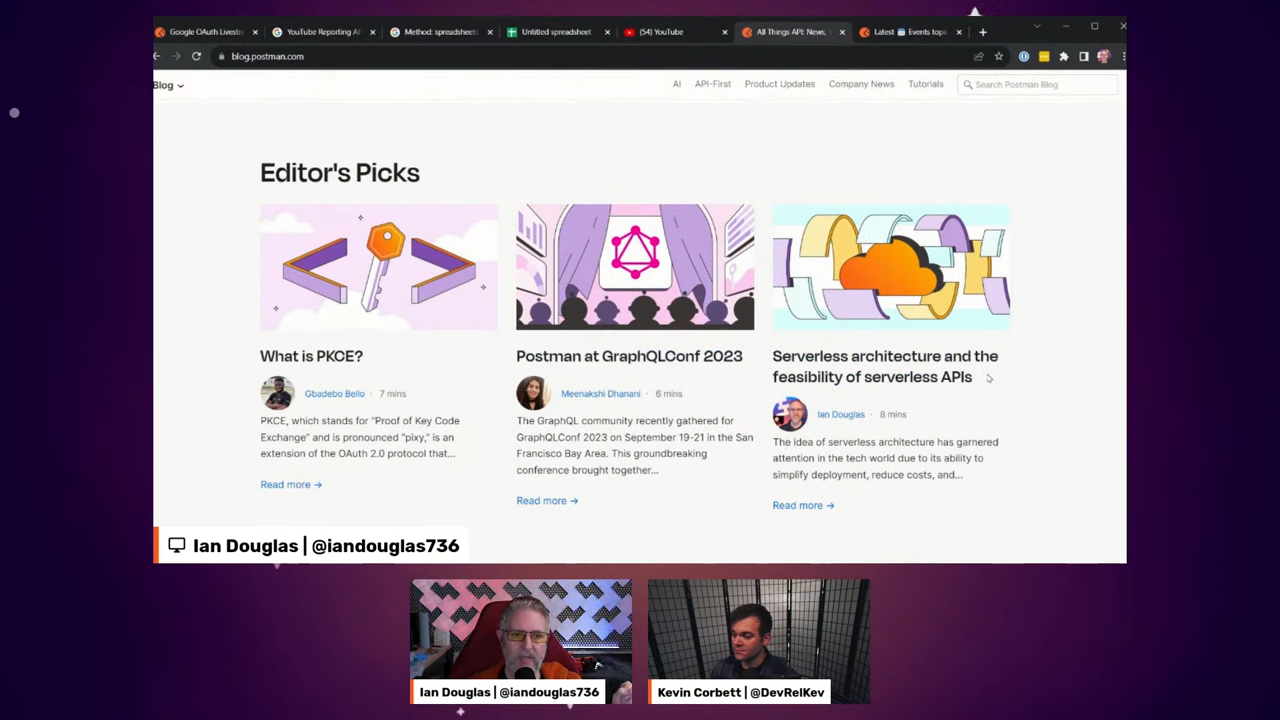 Google OAuth Livestr
YouTube Reporting AP
Method: spreadsheets
Untitled spreadsheet
(54) YouTube
All Things API: News,
Latest Events topi
blog.postman.com
Blog
AI
API-First
Product Updates
Company News
Tutorials
Search Postman Blog
Editor's Picks
What is PKCE?
Gbadebo Bello · 7 mins
PKCE, which stands for “Proof of Key Code
Exchange” and is pronounced “pixy,” is an
extension of the OAuth 2.0 protocol that...
Read more →
Postman at GraphQLConf 2023
Meenakshi Dhanani · 6 mins
The GraphQL community recently gathered for
GraphQLConf 2023 on September 19-21 in the San
Francisco Bay Area. This groundbreaking
conference brought together...
Read more →
Serverless architecture and the
feasibility of serverless APIs
Ian Douglas · 8 mins
The idea of serverless architecture has garnered
attention in the tech world due to its ability to
simplify deployment, reduce costs, and...
Read more →
Ian Douglas | @iandouglas736
Ian Douglas | @iandouglas736
Kevin Corbett | @DevRelKev